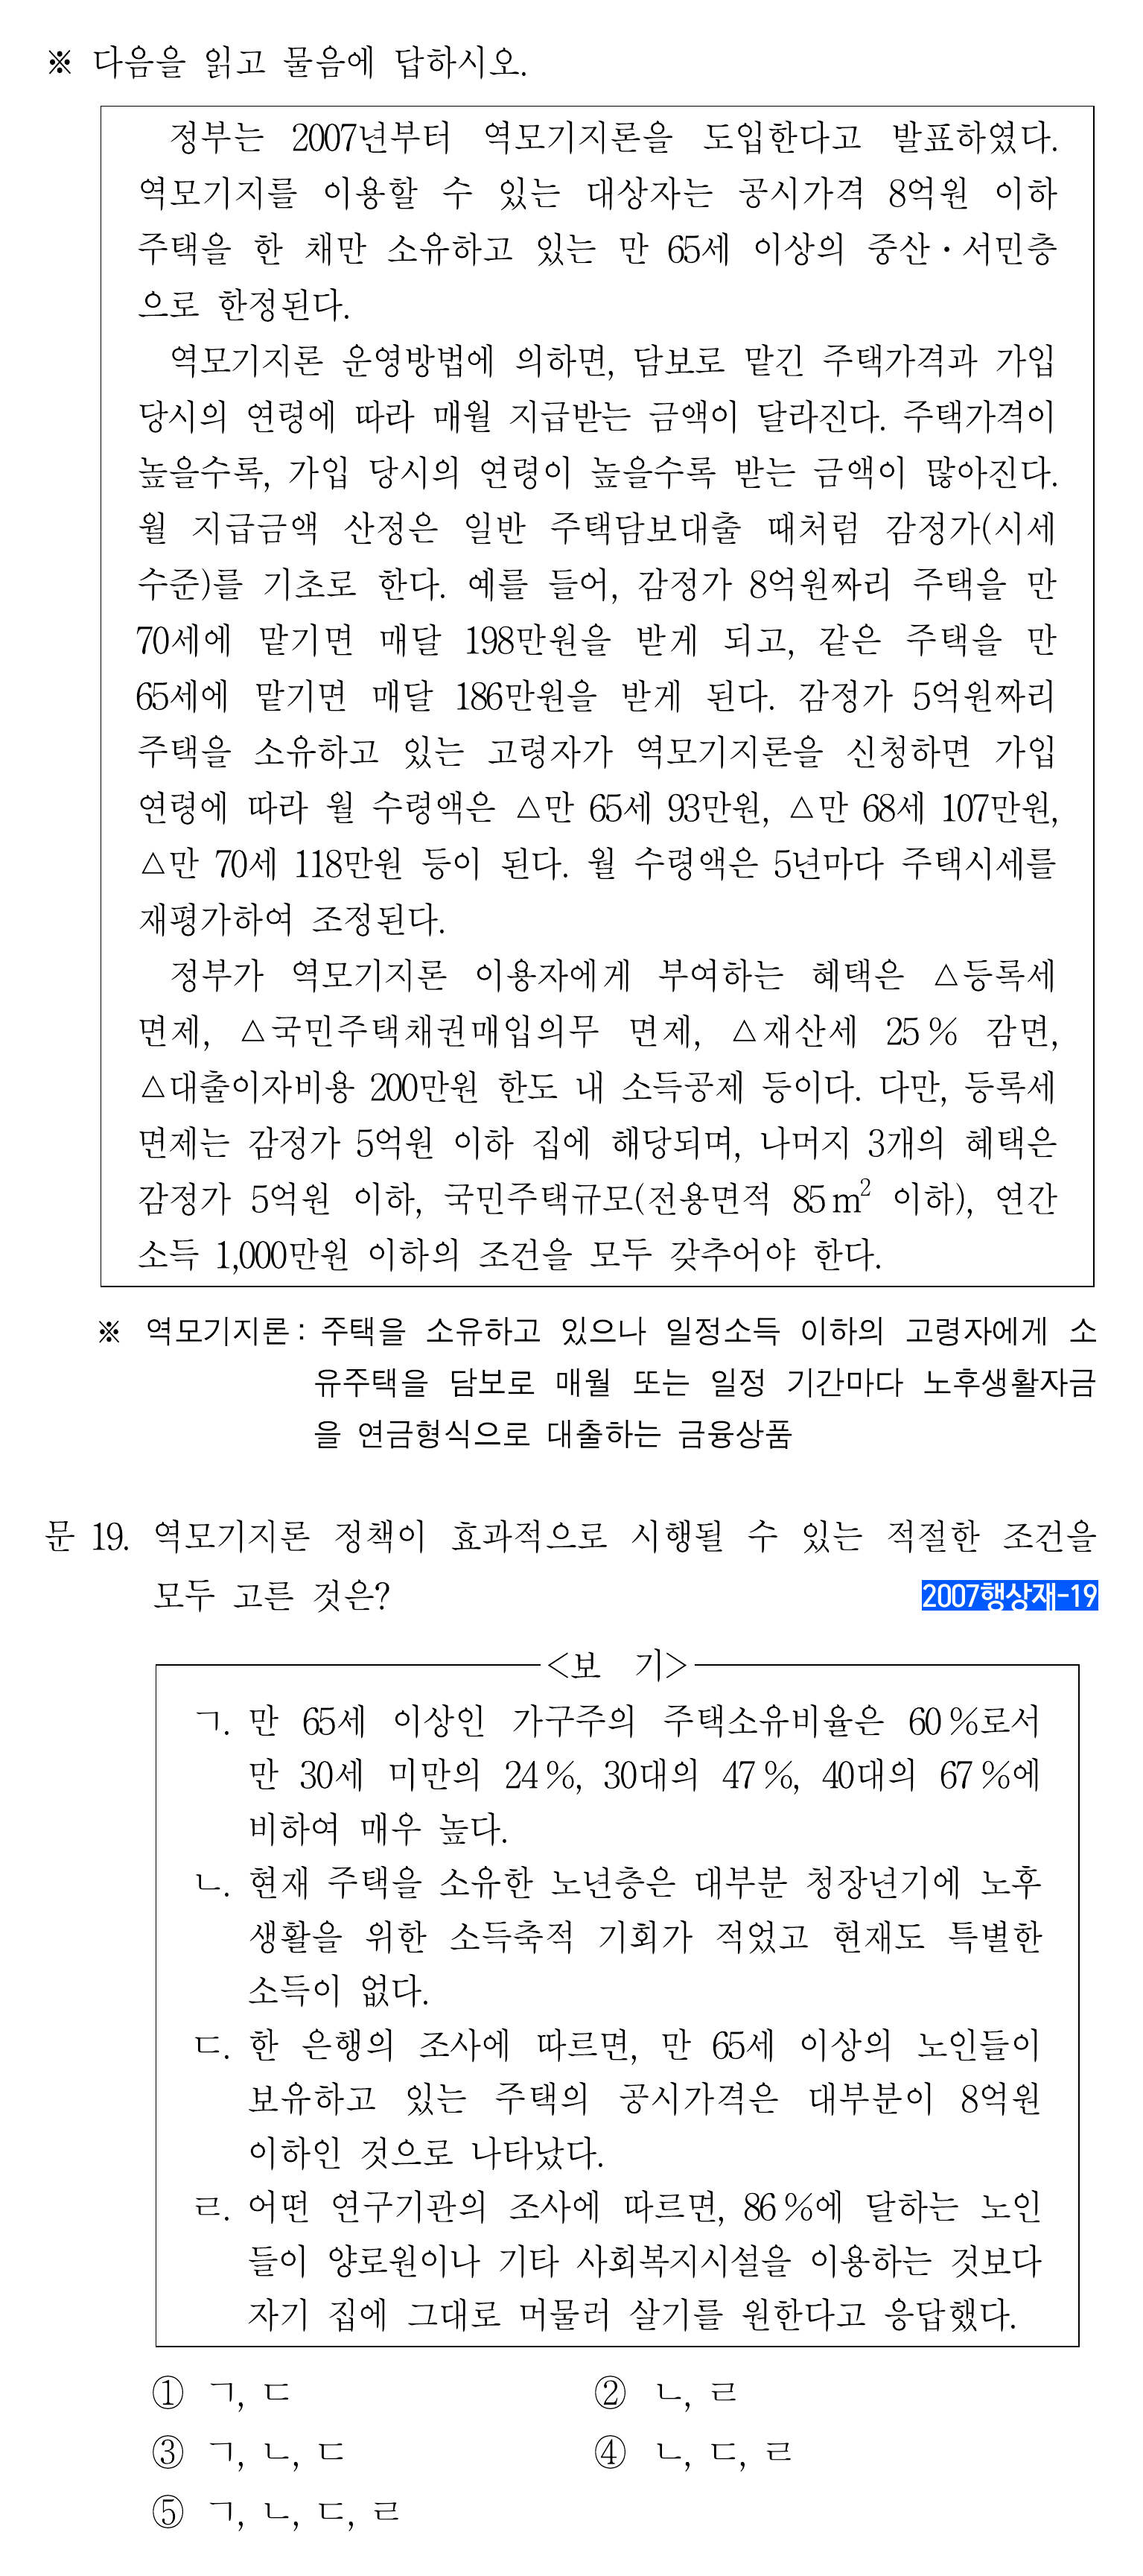 ※ 다음을 읽고 물음에 답하시오.
정부는 2007년부터 역모기지론을 도입한다고 발표하였다.
역모기지를 이용할 수 있는 대상자는 공시가격 8억원 이하
주택을 한 채만 소유하고 있는 만 65세 이상의 중산·서민층
으로 한정된다.
역모기지론 운영방법에 의하면, 담보로 맡긴 주택가격과 가입
당시의 연령에 따라 매월 지급받는 금액이 달라진다. 주택가격이
높을수록, 가입 당시의 연령이 높을수록 받는 금액이 많아진다.
월 지급금액 산정은 일반 주택담보대출 때처럼 감정가(시세
수준)를 기초로 한다. 예를 들어, 감정가 8억원짜리 주택을 만
70세에 맡기면 매달 198만원을 받게 되고, 같은 주택을 만
65세에 맡기면 매달 186만원을 받게 된다. 감정가 5억원짜리
주택을 소유하고 있는 고령자가 역모기지론을 신청하면 가입
연령에 따라 월 수령액은 △만 65세 93만원, △만 68세 107만원,
△만 70세 118만원 등이 된다. 월 수령액은 5년마다 주택시세를
재평가하여 조정된다.
정부가 역모기지론 이용자에게 부여하는 혜택은 △등록세
면제, △국민주택채권매입의무 면제, △재산세 25% 감면,
△대출이자비용 200만원 한도 내 소득공제 등이다. 다만, 등록세
면제는 감정가 5억원 이하 집에 해당되며, 나머지 3개의 혜택은
감정가 5억원 이하, 국민주택규모(전용면적 85m² 이하), 연간
소득 1,000만원 이하의 조건을 모두 갖추어야 한다.
※ 역모기지론: 주택을 소유하고 있으나 일정소득 이하의 고령자에게 소
유주택을 담보로 매월 또는 일정 기간마다 노후생활자금
을 연금형식으로 대출하는 금융상품
문 19. 역모기지론 정책이 효과적으로 시행될 수 있는 적절한 조건을
모두 고른 것은? 2007행상재-19
<보 기>
ㄱ. 만 65세 이상인 가구주의 주택소유비율은 60%로서
만 30세 미만의 24%, 30대의 47%, 40대의 67%에
비하여 매우 높다.
ㄴ. 현재 주택을 소유한 노년층은 대부분 청장년기에 노후
생활을 위한 소득축적 기회가 적었고 현재도 특별한
소득이 없다.
ㄷ. 한 은행의 조사에 따르면, 만 65세 이상의 노인들이
보유하고 있는 주택의 공시가격은 대부분이 8억원
이하인 것으로 나타났다.
ㄹ. 어떤 연구기관의 조사에 따르면, 86%에 달하는 노인
들이 양로원이나 기타 사회복지시설을 이용하는 것보다
자기 집에 그대로 머물러 살기를 원한다고 응답했다.
① ㄱ, ㄷ ② ㄴ, ㄹ
③ ㄱ, ㄴ, ㄷ ④ ㄴ, ㄷ, ㄹ
⑤ ㄱ, ㄴ, ㄷ, ㄹ